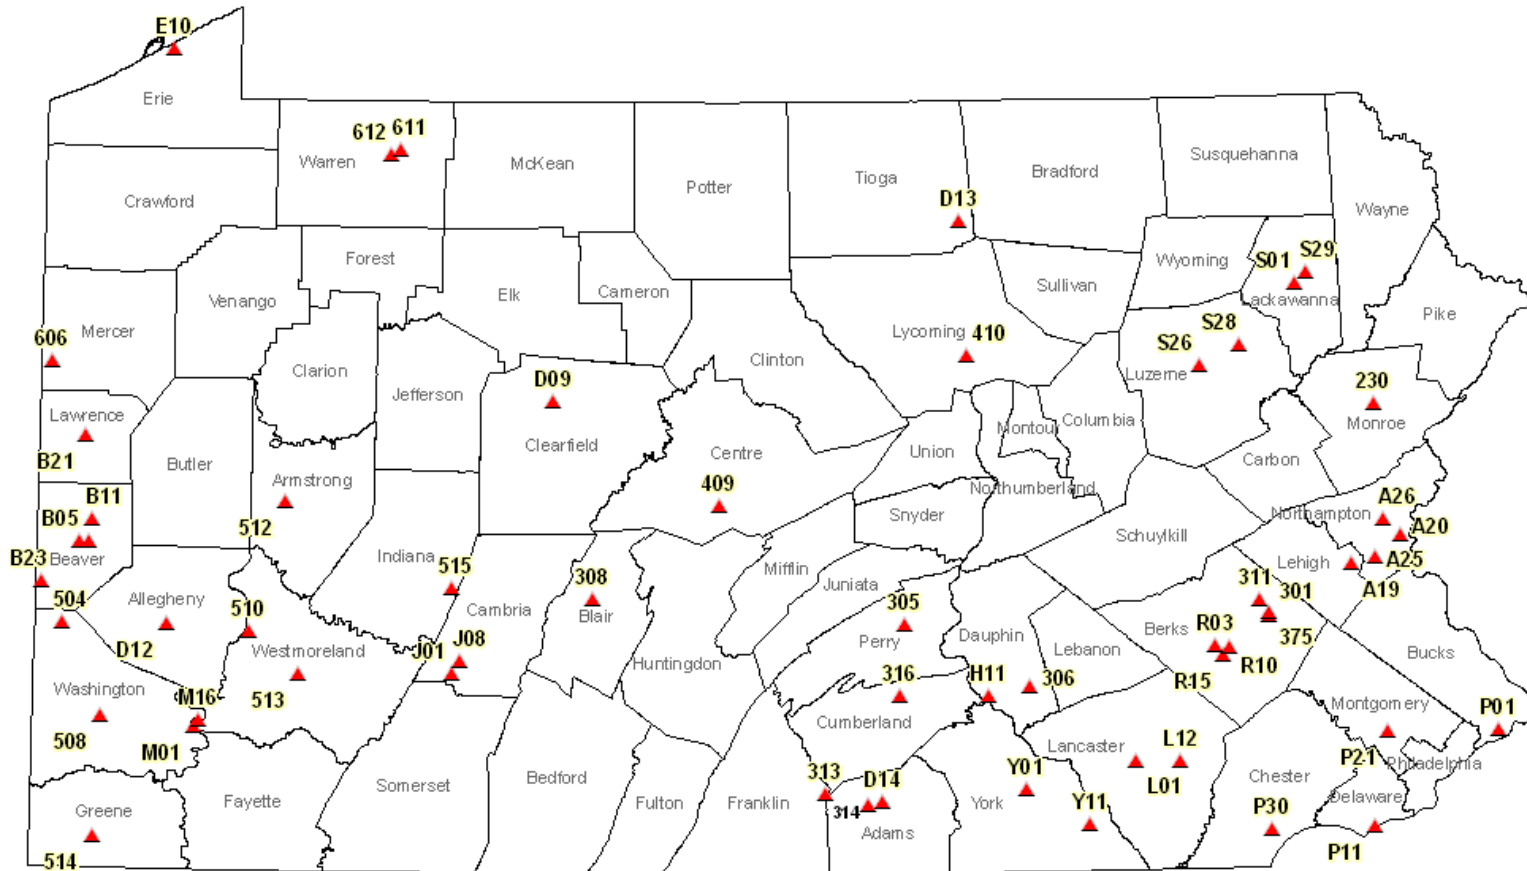 E10
Erie
612 611
Warren
McKean
Potter
Tioga
Bradford
Susquehanna
Crawford
D13
Wayne
Forest
Venango
Elk
Cameron
Wyoming
S01 S29
Lackawanna
Sullivan
Mercer
606
Lycoming 410
Pike
Clarion
Clinton
S28
S26
Luzerne
Jefferson
D09
230
Lawrence
Clearfield
Columbia
Montour
Monroe
B21
Butler
Centre
Union
Carbon
Armstrong
409
Northumberland
B11
B05
512
Snyder
Northampton
A26
A20
Schuylkill
Beaver
B23
Indiana 515
Mifflin
Juniata
Lehigh
A25
A19
504
Allegheny
510
Cambria
308
Blair
305
Perry
Dauphin
Lebanon
311
301
375
Berks
R03
R10
R15
D12
Westmoreland
J01
J08
Huntingdon
Bucks
Washington
M16
513
316
H11
306
Cumberland
Montgomery
P01
508
M01
Lancaster
L12
L01
P21
Philadelphia
Somerset
Bedford
313
D14
Y01
Chester
Greene
Fayette
Fulton
Franklin
314
Adams
York
Y11
P30
Delaware
514
P11